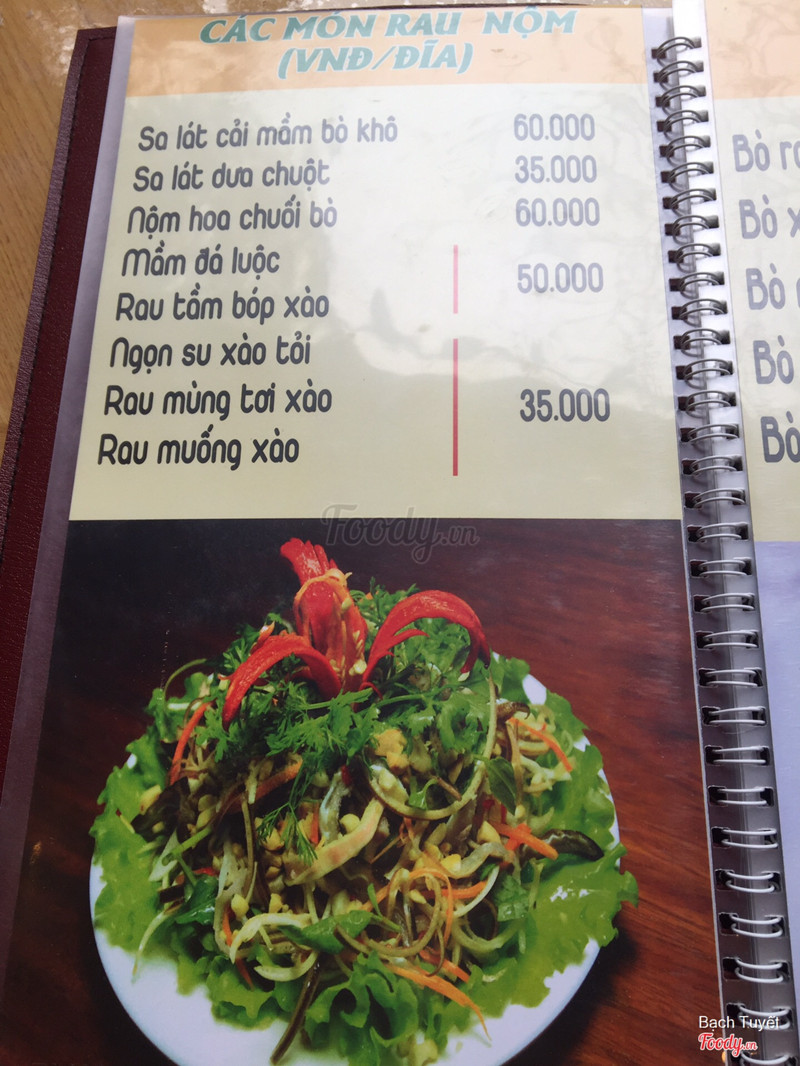 CÁC MÓN RAU NỘM
(VNĐ/ĐĨA)
Sa lát cải mầm bò khô 60.000
Sa lát dưa chuột 35.000
Nộm hoa chuối bò 60.000
Mầm đá luộc
Rau tầm bóp xào
50.000
Ngọn su xào tỏi
Rau mùng tơi xào
Rau muống xào
35.000
Bò
Bò
Bò
Bò
Bò
Foody.vn
Bạch Tuyết
Foody.vn